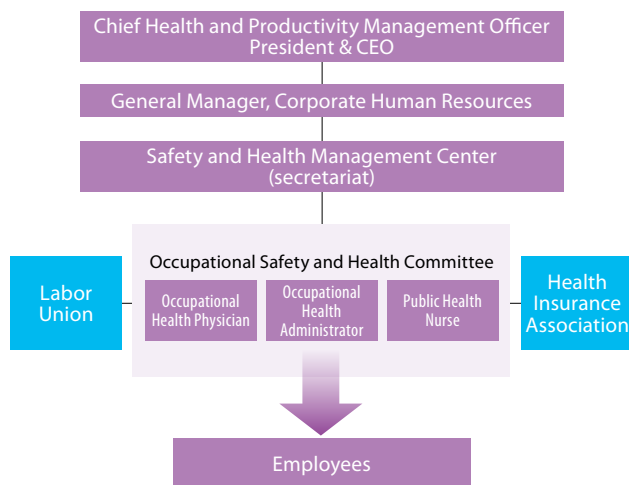 Chief Health and Productivity Management Officer
President & CEO
General Manager, Corporate Human Resources
Safety and Health Management Center
(secretariat)
Occupational Safety and Health Committee
Labor
Union
Occupational
Health Physician
Occupational
Health
Administrator
Public Health
Nurse
Health
Insurance
Association
Employees